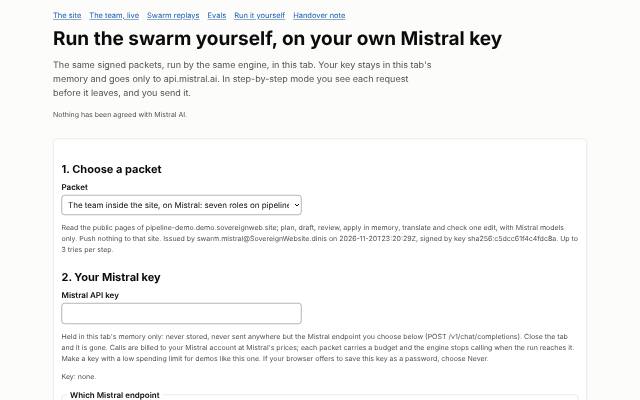 The site The team, live Swarm replays Evals Run it yourself Handover note
Run the swarm yourself, on your own Mistral key
The same signed packets, run by the same engine, in this tab. Your key stays in this tab's
memory and goes only to api.mistral.ai. In step-by-step mode you see each request
before it leaves, and you send it.
Nothing has been agreed with Mistral AI.
1. Choose a packet
Packet
The team inside the site, on Mistral: seven roles on pipeline
Read the public pages of pipeline-demo.demo.sovereignweb.site; plan, draft, review, apply in memory, translate and check one edit, with Mistral models
only. Push nothing to that site. Issued by swarm.mistral@SovereignWebsite.dinis on 2026-11-20T23:20:29Z, signed by key sha256:c5dcc61f4c4fdc8a. Up to
3 tries per step.
2. Your Mistral key
Mistral API key
Held in this tab's memory only: never stored, never sent anywhere but the Mistral endpoint you choose below (POST /v1/chat/completions). Close the tab
and it is gone. Calls are billed to your Mistral account at Mistral's prices; each packet carries a budget and the engine stops calling when the run reaches it.
Make a key with a low spending limit for demos like this one. If your browser offers to save this key as a password, choose Never.
Key: none.
Which Mistral endpoint